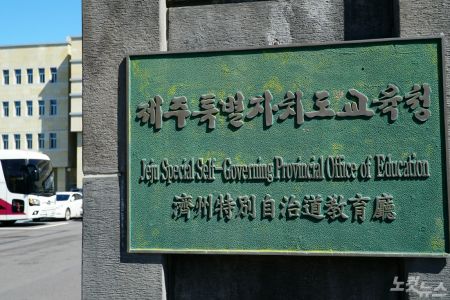 제주특별자치도교육청
Jeju Special Self-Governing Provincial Office of Education
濟州特別自治道教育廳
노컷뉴스